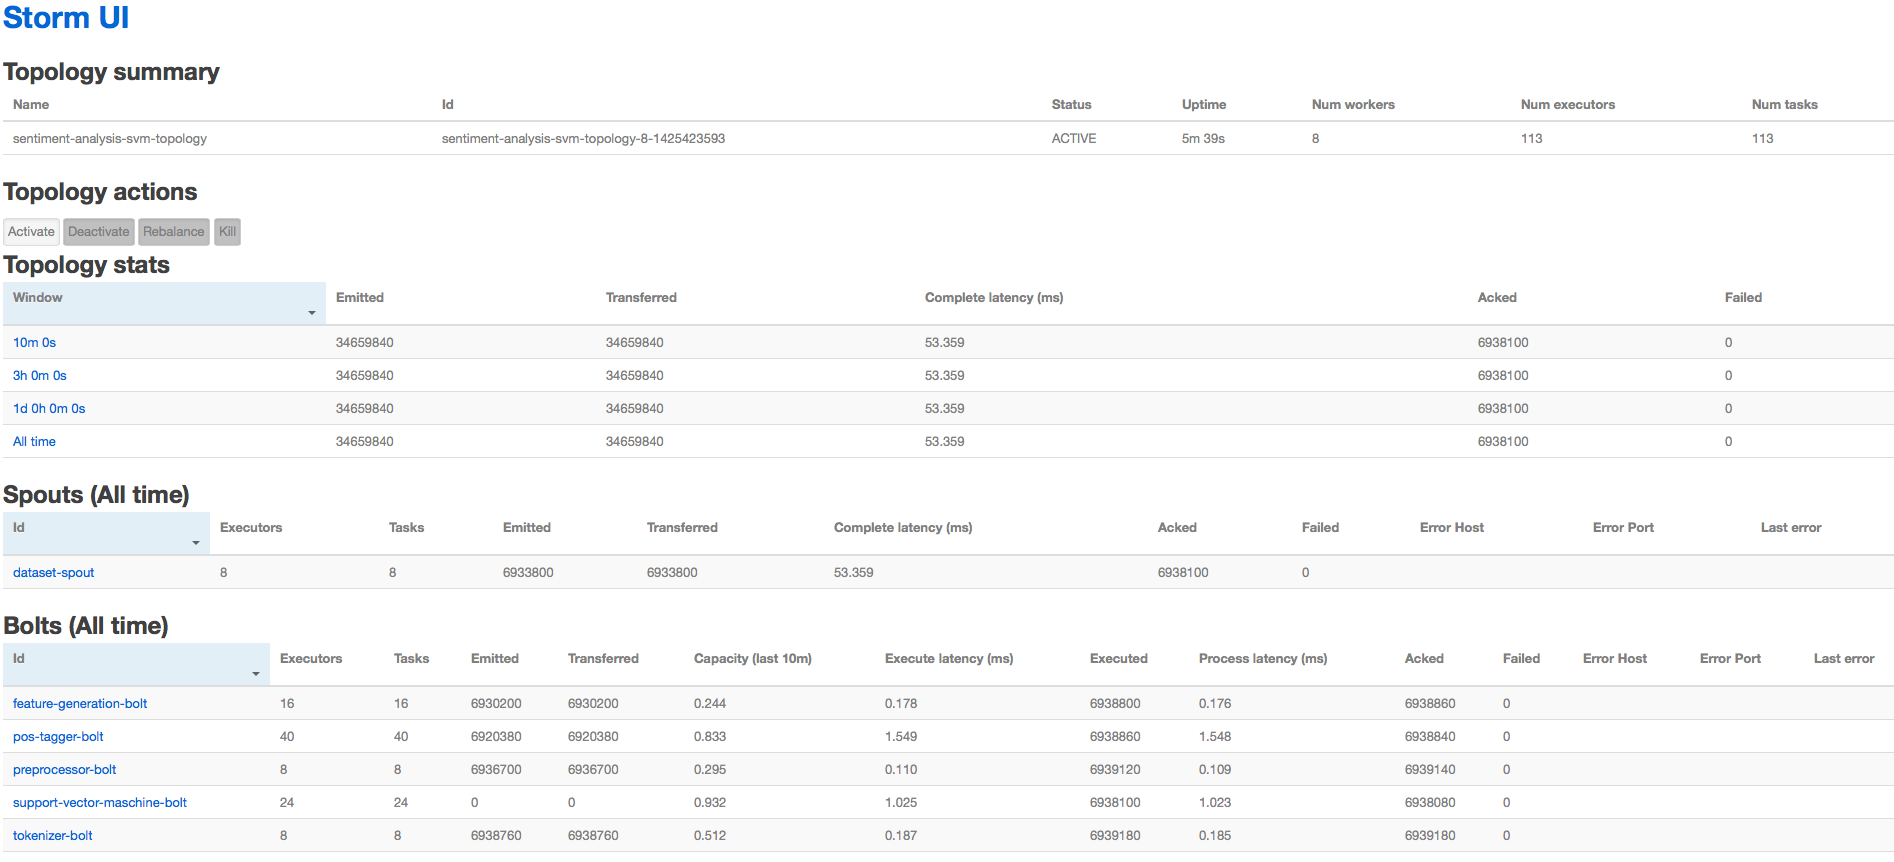 Storm UI
Topology summary
Name Id Status Uptime Num workers Num executors Num tasks
sentiment-analysis-svm-topology sentiment-analysis-svm-topology-8-1425423593 ACTIVE 5m 39s 8 113 113
Topology actions
Activate Deactivate Rebalance Kill
Topology stats
Window Emitted Transferred Complete latency (ms) Acked Failed
10m 0s 34659840 34659840 53.359 6938100 0
3h 0m 0s 34659840 34659840 53.359 6938100 0
1d 0h 0m 0s 34659840 34659840 53.359 6938100 0
All time 34659840 34659840 53.359 6938100 0
Spouts (All time)
Id Executors Tasks Emitted Transferred Complete latency (ms) Acked Failed Error Host Error Port Last error
dataset-spout 8 8 6933800 6933800 53.359 6938100 0
Bolts (All time)
Id Executors Tasks Emitted Transferred Capacity (last 10m) Execute latency (ms) Executed Process latency (ms) Acked Failed Error Host Error Port Last error
feature-generation-bolt 16 16 6930200 6930200 0.244 0.178 6938800 0.176 6938860 0
pos-tagger-bolt 40 40 6920380 6920380 0.833 1.549 6938860 1.548 6938840 0
preprocessor-bolt 8 8 6936700 6936700 0.295 0.110 6939120 0.109 6939140 0
support-vector-maschine-bolt 24 24 0 0 0.932 1.025 6938100 1.023 6938080 0
tokenizer-bolt 8 8 6938760 6938760 0.512 0.187 6939180 0.185 6939180 0